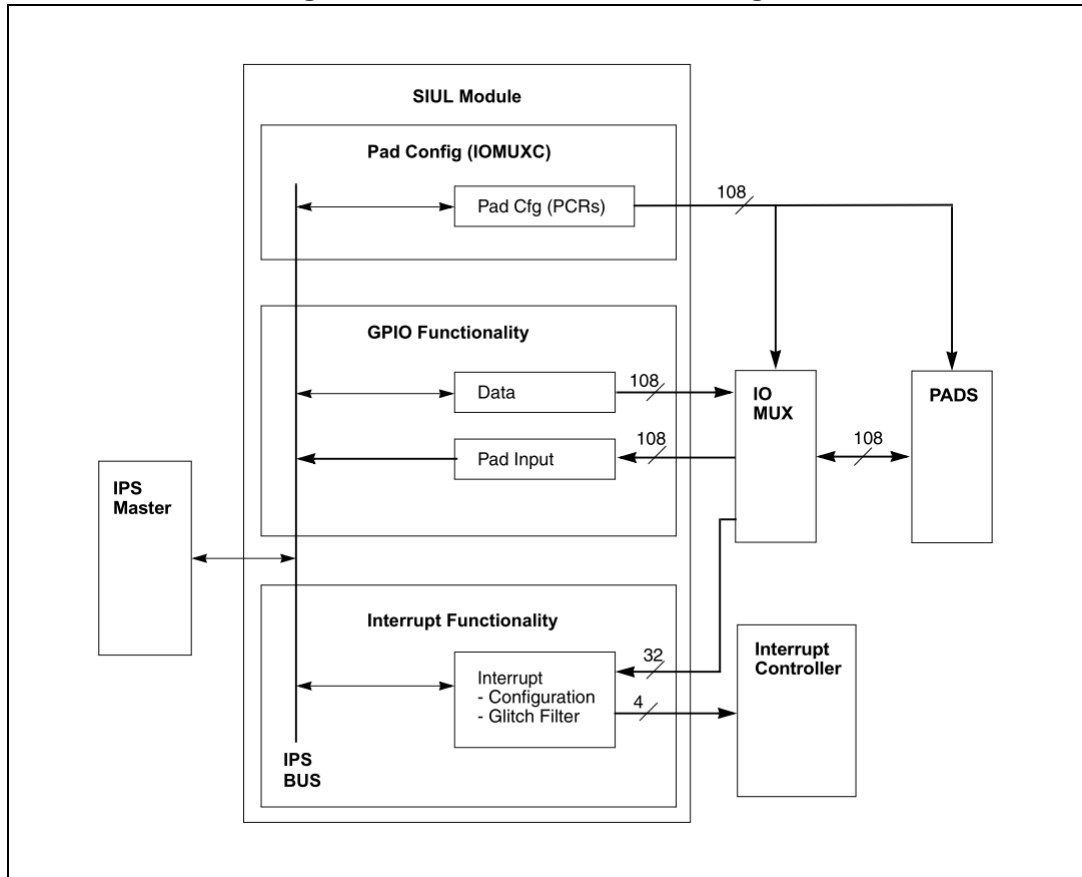 SIUL Module
Pad Config (IOMUXC)
Pad Cfg (PCRs)
108
GPIO Functionality
Data
108
Pad Input
108
IO
MUX
108
PADS
IPS
Master
Interrupt Functionality
Interrupt
- Configuration
- Glitch Filter
32
4
Interrupt
Controller
IPS
BUS